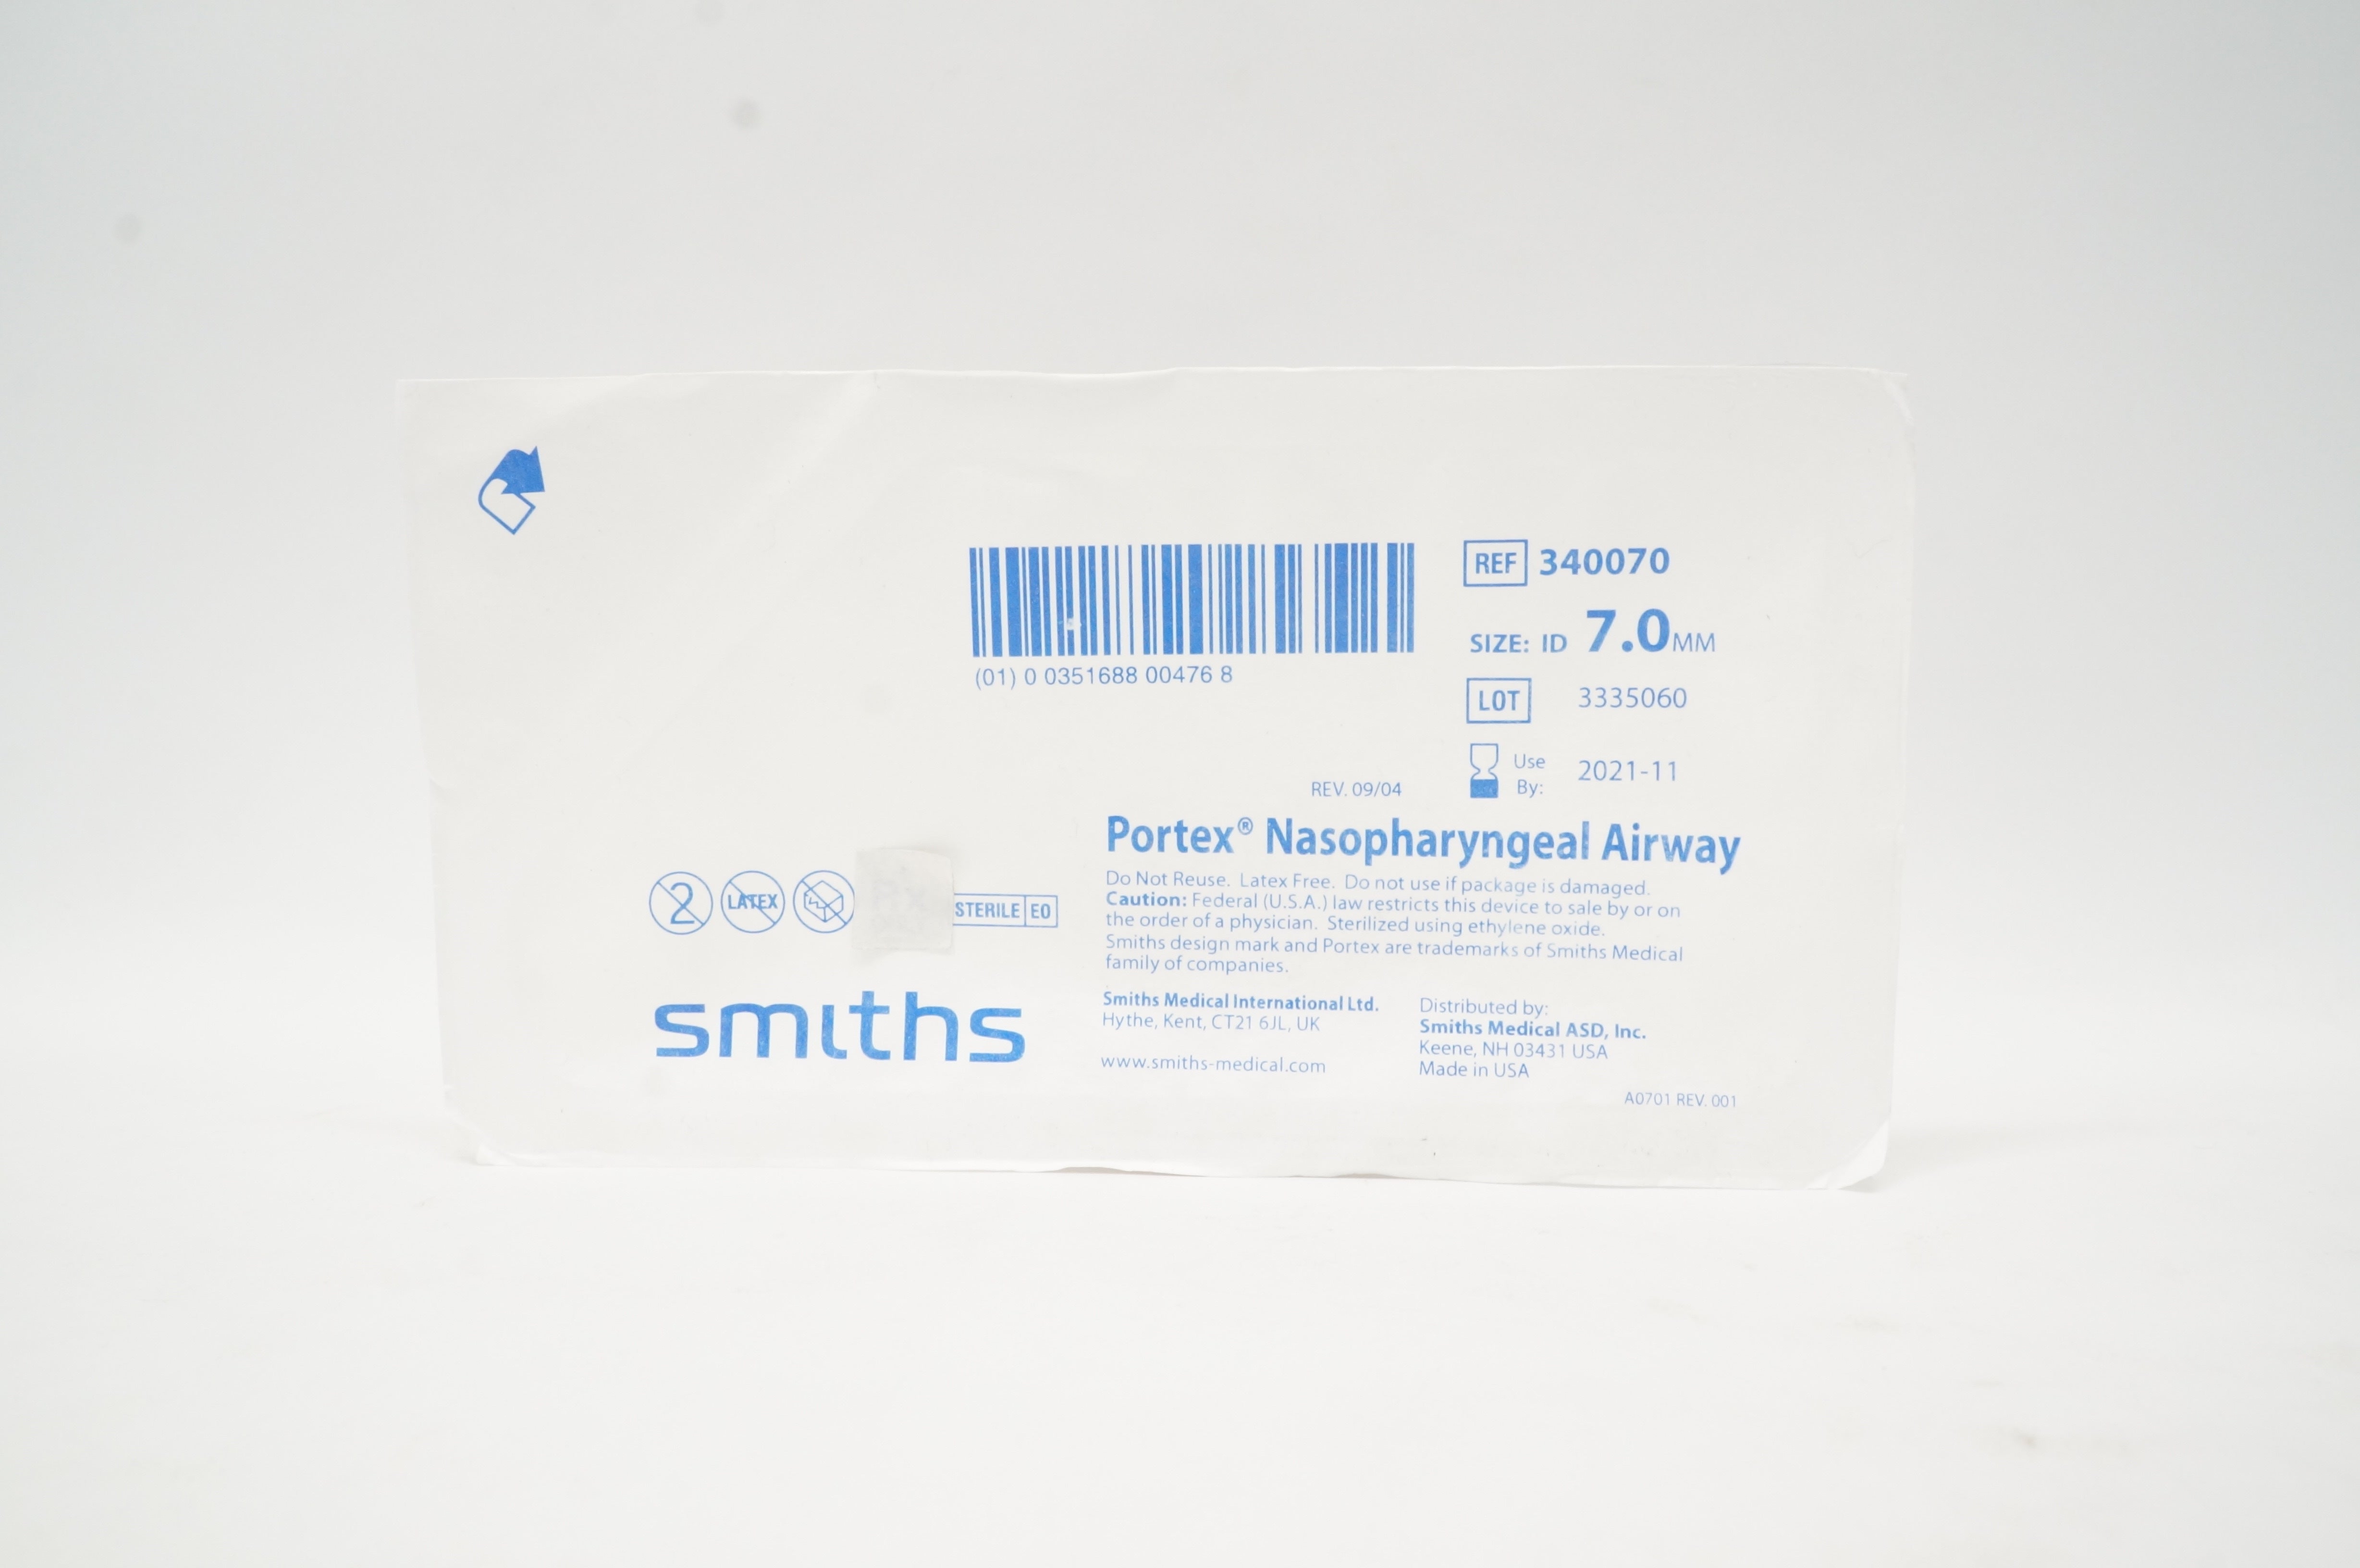 (01) 0 0351688 00476 8
REF 340070
SIZE: ID 7.0MM
LOT 3335060
Use By: 2021-11
REV. 09/04
Portex® Nasopharyngeal Airway
Do Not Reuse. Latex Free. Do not use if package is damaged.
Caution: Federal (U.S.A.) law restricts this device to sale by or on
the order of a physician. Sterilized using ethylene oxide.
Smiths design mark and Portex are trademarks of Smiths Medical
family of companies.
2
LATEX
STERILE EO
smiths
Smiths Medical International Ltd.
Hythe, Kent, CT21 6JL, UK
www.smiths-medical.com
Distributed by:
Smiths Medical ASD, Inc.
Keene, NH 03431 USA
Made in USA
A0701 REV. 001